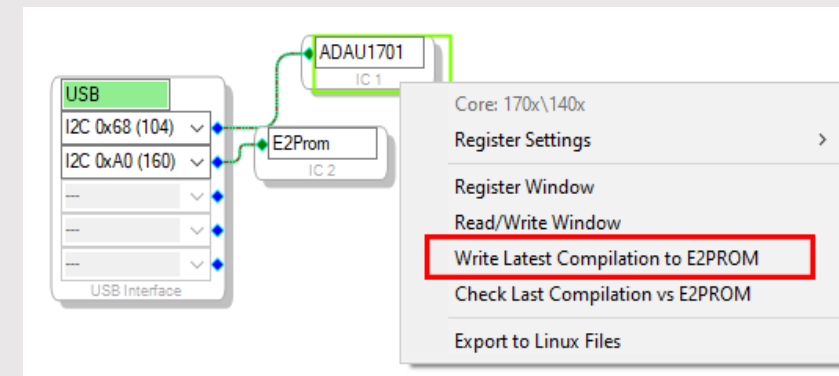 ADAU1701
IC 1
USB
I2C 0x68 (104)
I2C 0xA0 (160)
---
---
---
USB Interface
E2Prom
IC 2
Core: 170x\140x
Register Settings
Register Window
Read/Write Window
Write Latest Compilation to E2PROM
Check Last Compilation vs E2PROM
Export to Linux Files